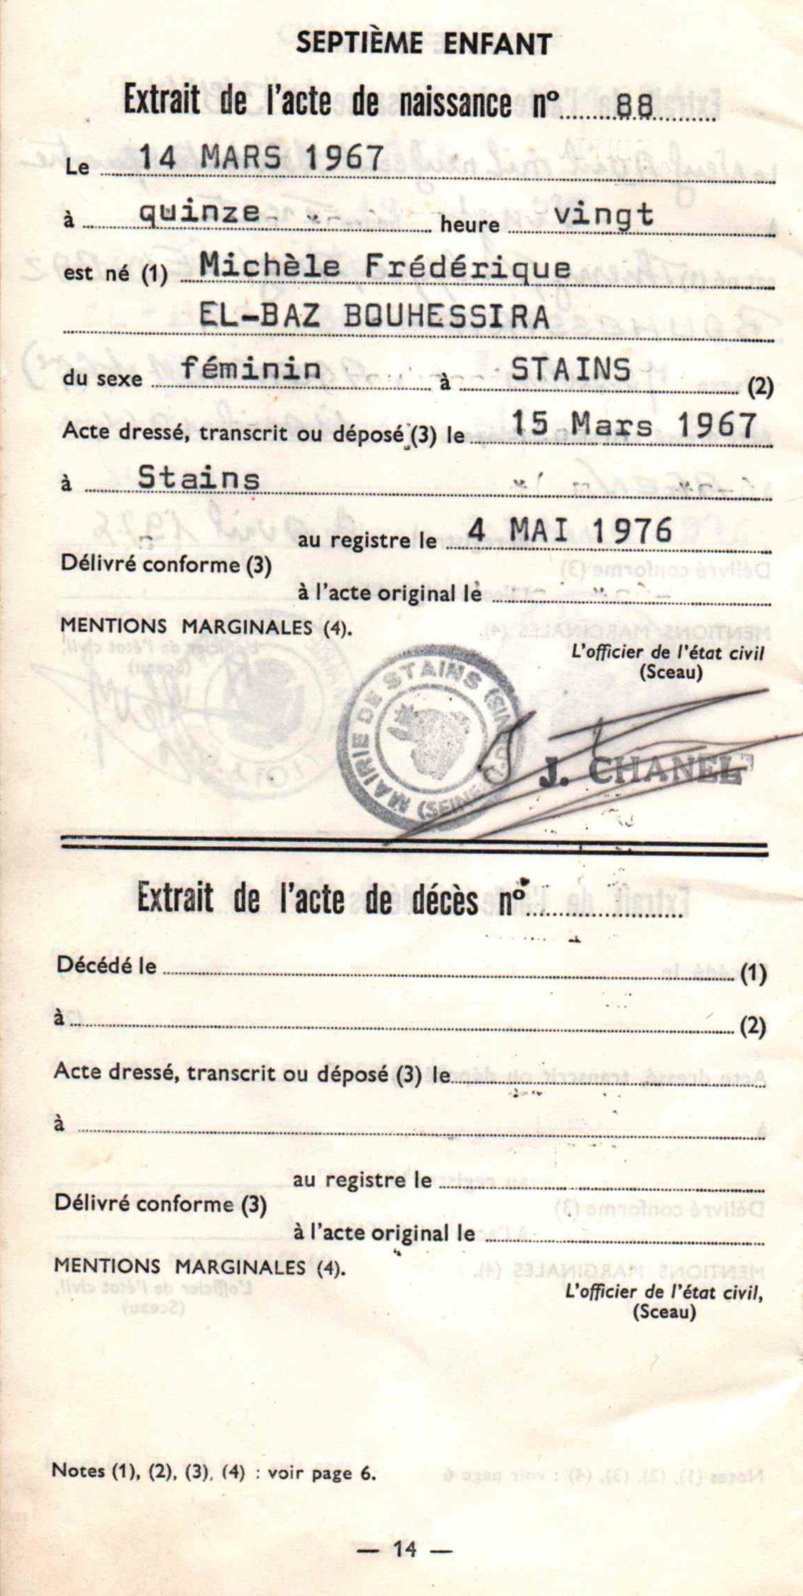 SEPTIÈME ENFANT
Extrait de l'acte de naissance n° 88
Le 14 MARS 1967
à quinze heure vingt
est né (1) Michèle Frédérique
EL-BAZ BOUHESSIRA
du sexe féminin à STAINS (2)
Acte dressé, transcrit ou déposé (3) le 15 Mars 1967
à Stains
au registre le 4 MAI 1976
Délivré conforme (3)
à l'acte original le
MENTIONS MARGINALES (4).
L'officier de l'état civil
(Sceau)
MAIRIE DE STAINS (SEINE
J. CHANEL
Extrait de l'acte de décès n°
Décédé le (1)
à (2)
Acte dressé, transcrit ou déposé (3) le
à
au registre le
Délivré conforme (3)
à l'acte original le
MENTIONS MARGINALES (4).
L'officier de l'état civil,
(Sceau)
Notes (1), (2), (3), (4) : voir page 6.
— 14 —